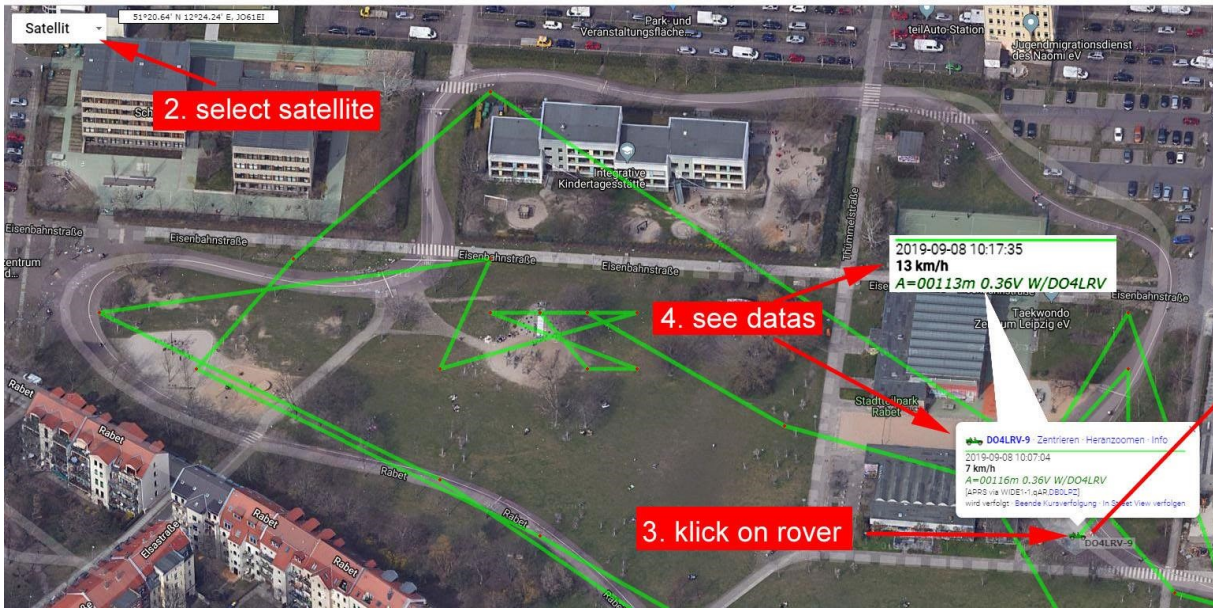 51°20.64' N 12°24.24' E, JO61EI
Satellit
Park- und
Veranstaltungsfläche...
teilAuto-Station
Jugendmigrationsdienst
des Naomi eV
2. select satellite
Integrative
Kindertagesstätte
Thümmelstraße
Eisenbahnstraße
Eisenbahnstraße
Eisenbahnstraße
Eisenbahnstraße
Eisenbahnstraße
2019-09-08 10:17:35
13 km/h
A=00113m 0.36V W/DO4LRV
4. see datas
Taekwondo
Zentrum Leipzig eV
Stadtteilpark
Rabet
Rabet
Rabet
Rabet
Rabet
Rabet
Rabet
Elsastraße
DO4LRV-9 - Zentrieren - Heranzoomen - Info
2019-09-08 10:07:04
7 km/h
A=00116m 0.36V W/DO4LRV
[APRS via WIDE1-1,qAR,DB0LPZ]
wird verfolgt - Beende Kursverfolgung - In Street View verfolgen
3. klick on rover
DO4LRV-9